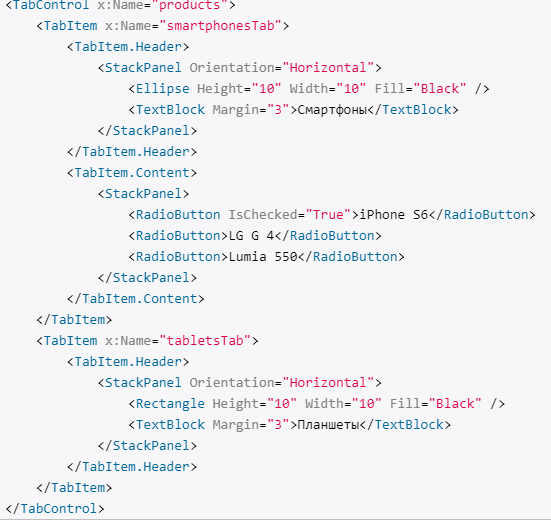 <TabControl x:Name="products">
    <TabItem x:Name="smartphonesTab">
        <TabItem.Header>
            <StackPanel Orientation="Horizontal">
                <Ellipse Height="10" Width="10" Fill="Black" />
                <TextBlock Margin="3">Смартфоны</TextBlock>
            </StackPanel>
        </TabItem.Header>
        <TabItem.Content>
            <StackPanel>
                <RadioButton IsChecked="True">iPhone S6</RadioButton>
                <RadioButton>LG G 4</RadioButton>
                <RadioButton>Lumia 550</RadioButton>
            </StackPanel>
        </TabItem.Content>
    </TabItem>
    <TabItem x:Name="tabletsTab">
        <TabItem.Header>
            <StackPanel Orientation="Horizontal">
                <Rectangle Height="10" Width="10" Fill="Black" />
                <TextBlock Margin="3">Планшеты</TextBlock>
            </StackPanel>
        </TabItem.Header>
    </TabItem>
</TabControl>